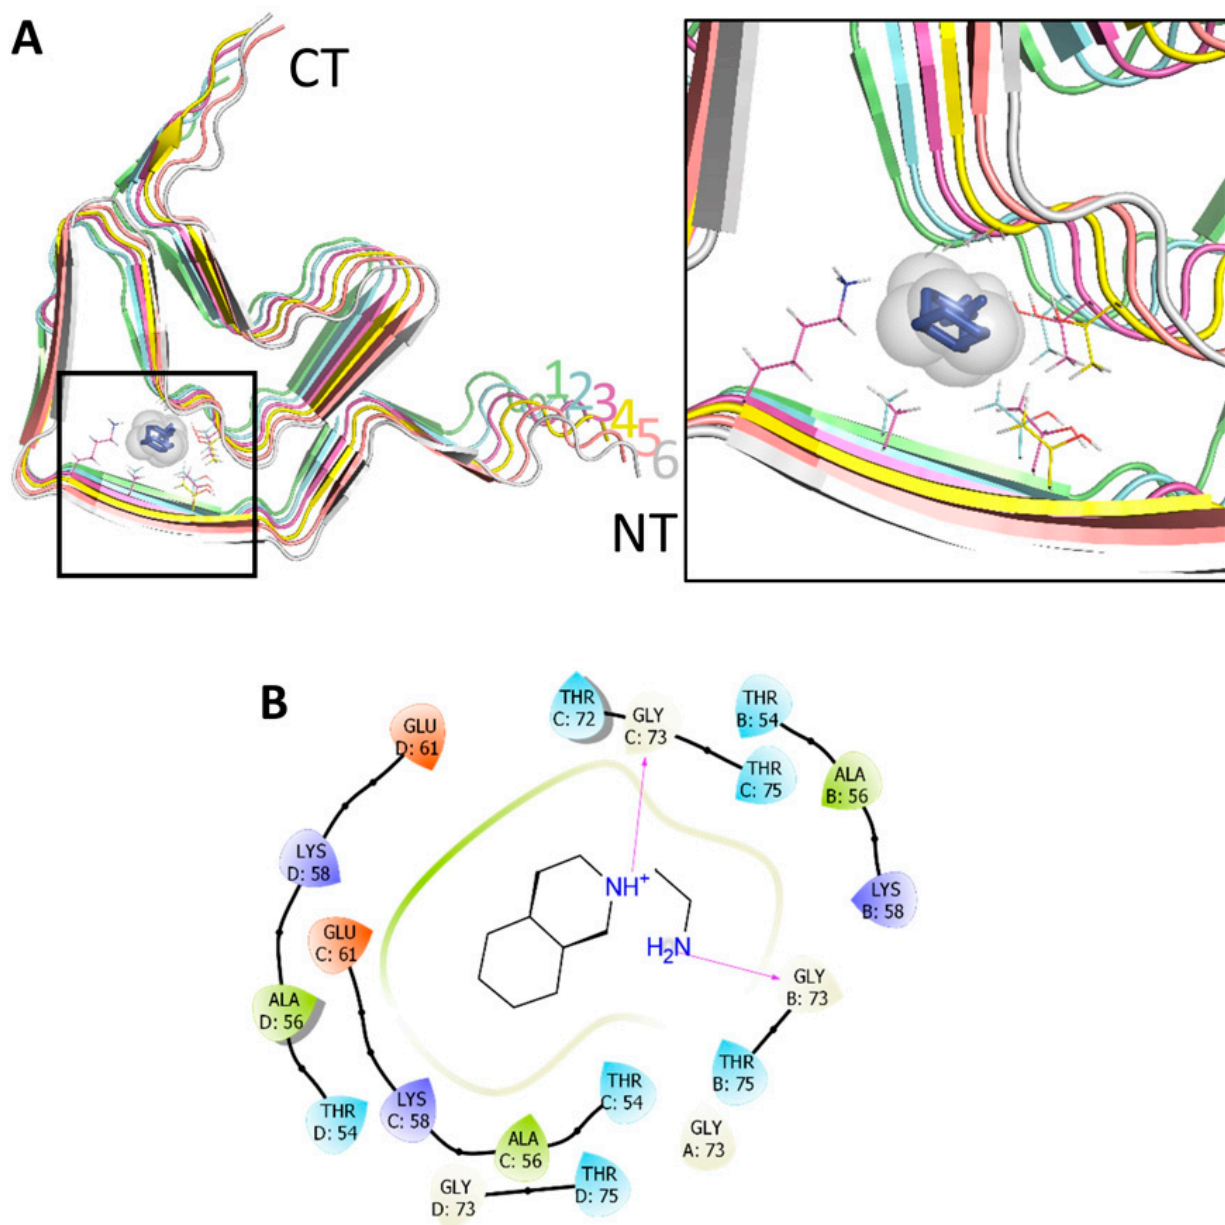 A
CT
1
2
3
4
5
6
NT
B
THR
C: 72
GLY
C: 73
THR
B: 54
GLU
D: 61
THR
C: 75
ALA
B: 56
LYS
D: 58
NH+
LYS
B: 58
GLU
C: 61
H2N
GLY
B: 73
ALA
D: 56
THR
B: 75
THR
C: 54
THR
D: 54
LYS
C: 58
GLY
A: 73
ALA
C: 56
GLY
D: 73
THR
D: 75